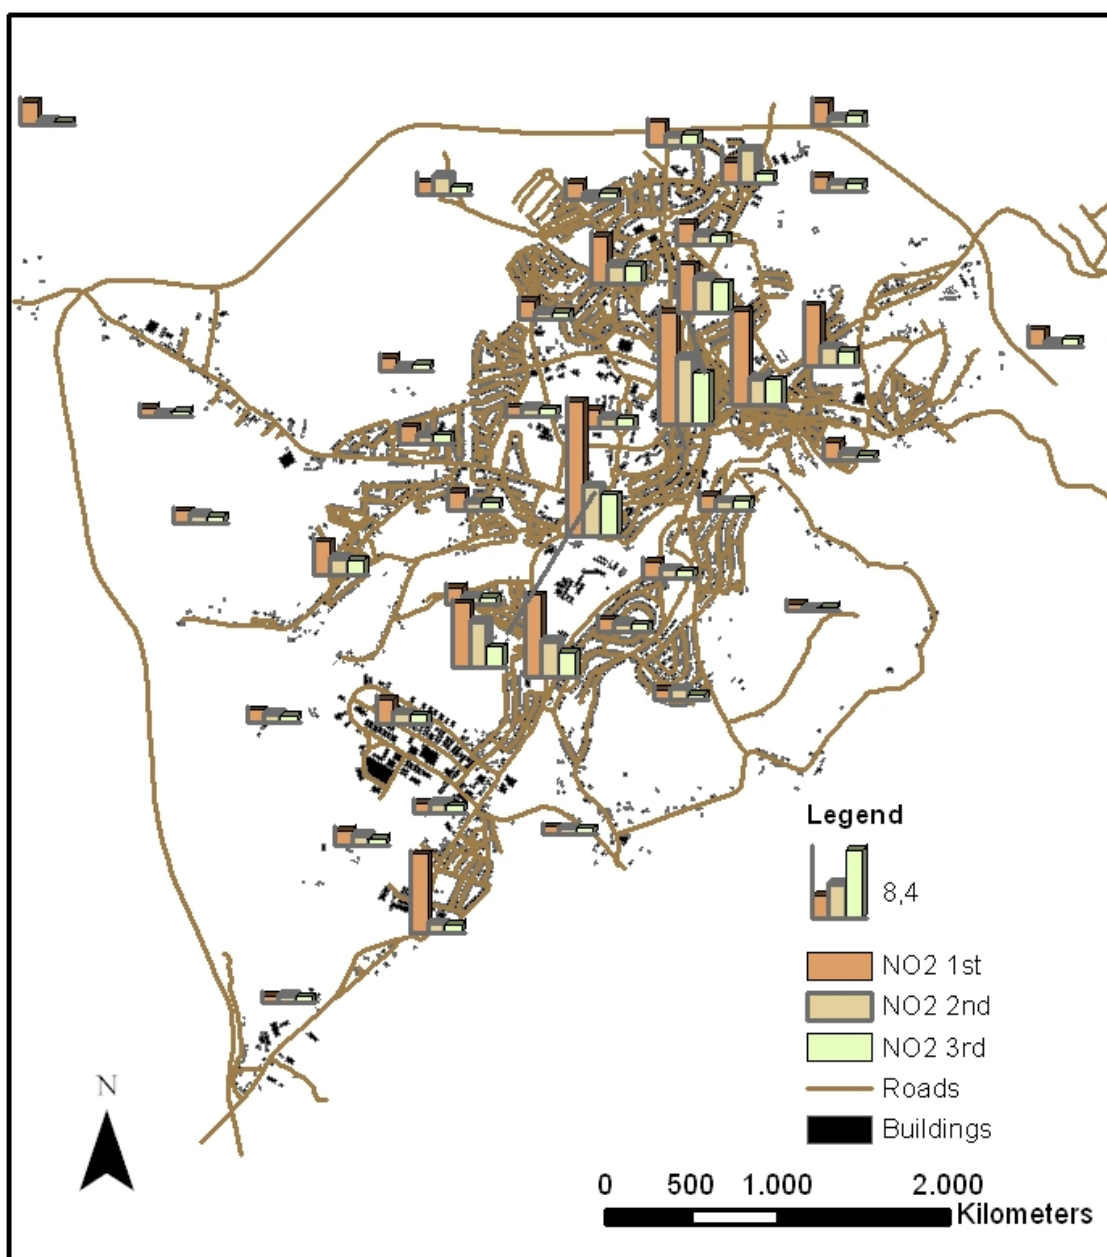 Legend
8,4
NO2 1st
NO2 2nd
NO2 3rd
Roads
Buildings
N
0 500 1.000 2.000
Kilometers